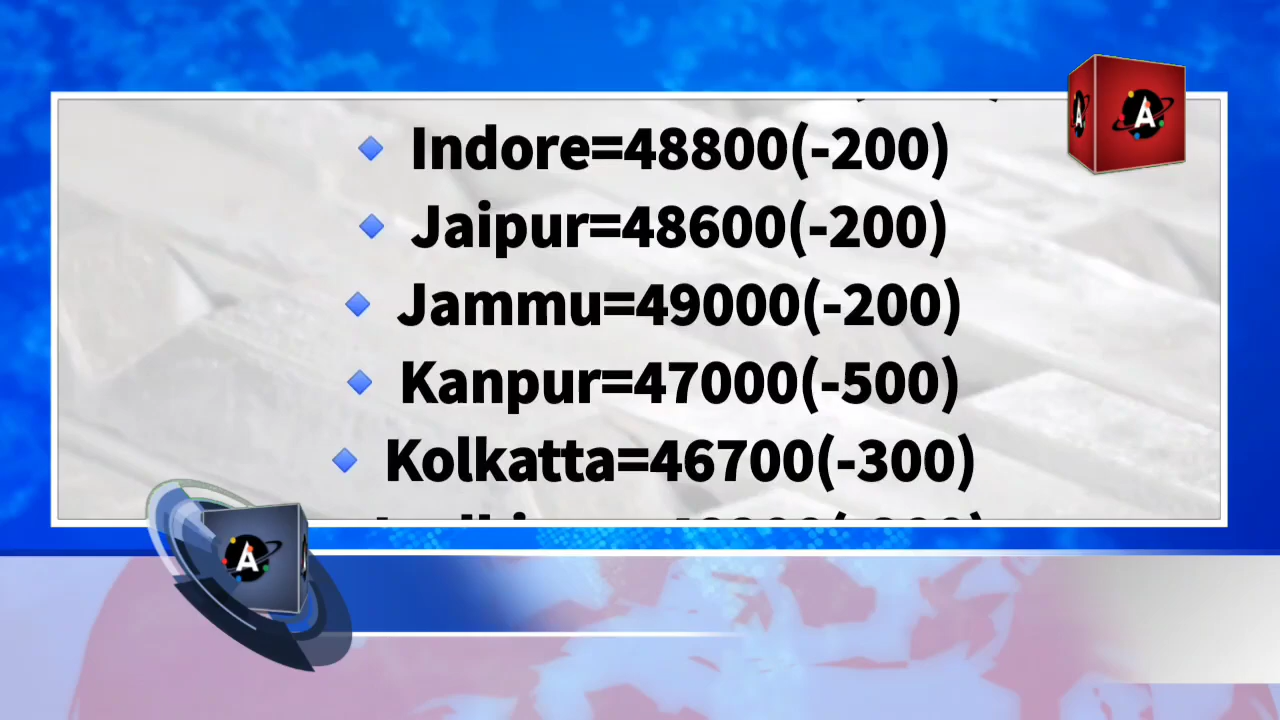 🔹 Indore=48800(-200)
🔹 Jaipur=48600(-200)
🔹 Jammu=49000(-200)
🔹 Kanpur=47000(-500)
🔹 Kolkatta=46700(-300)
A
A
A